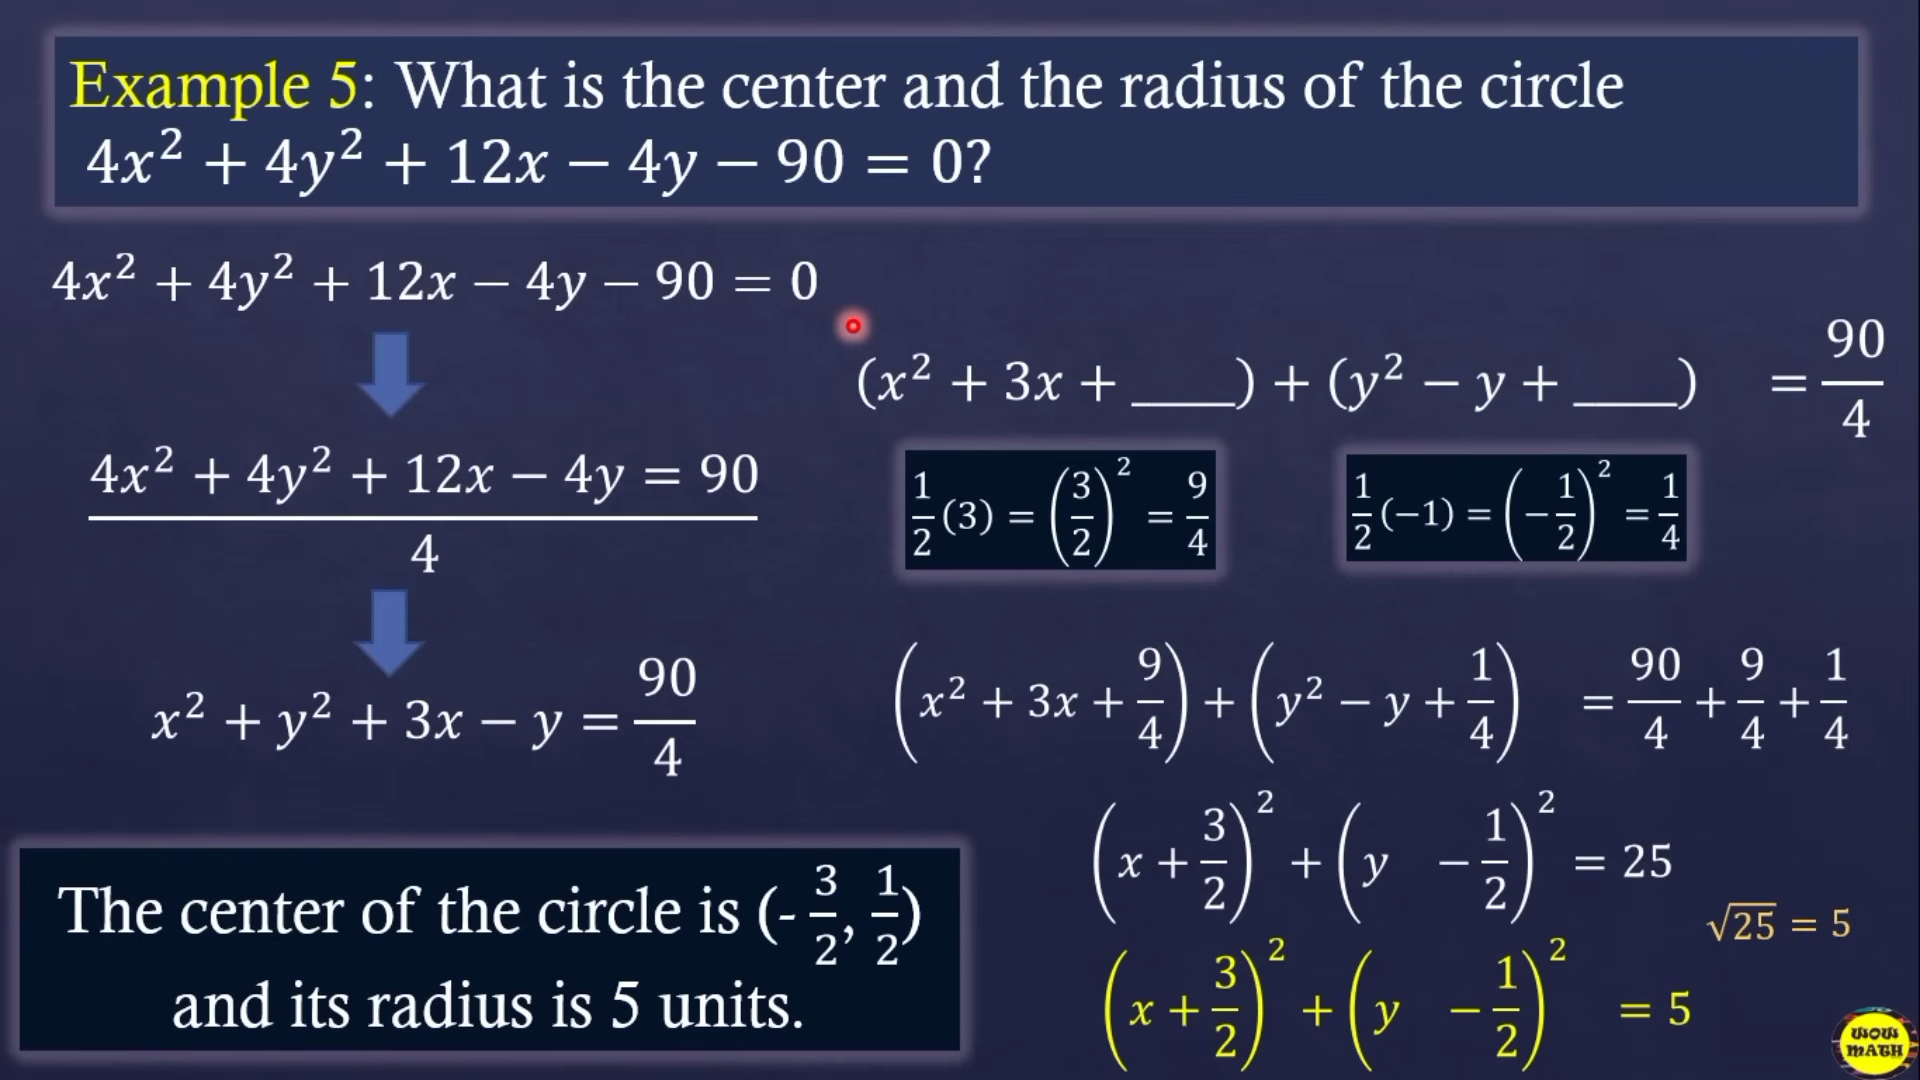 Example 5: What is the center and the radius of the circle
4x² + 4y² + 12x − 4y − 90 = 0?
4x² + 4y² + 12x − 4y − 90 = 0
4x² + 4y² + 12x − 4y = 90
4
x² + y² + 3x − y = 90/4
The center of the circle is (- 3/2, 1/2)
and its radius is 5 units.
(x² + 3x + ____) + (y² − y + ____) = 90/4
1/2 (3) = (3/2)² = 9/4
1/2 (−1) = (−1/2)² = 1/4
(x² + 3x + 9/4) + (y² − y + 1/4) = 90/4 + 9/4 + 1/4
(x + 3/2)² + (y − 1/2)² = 25
√25 = 5
(x + 3/2)² + (y − 1/2)² = 5
WOW
MATH